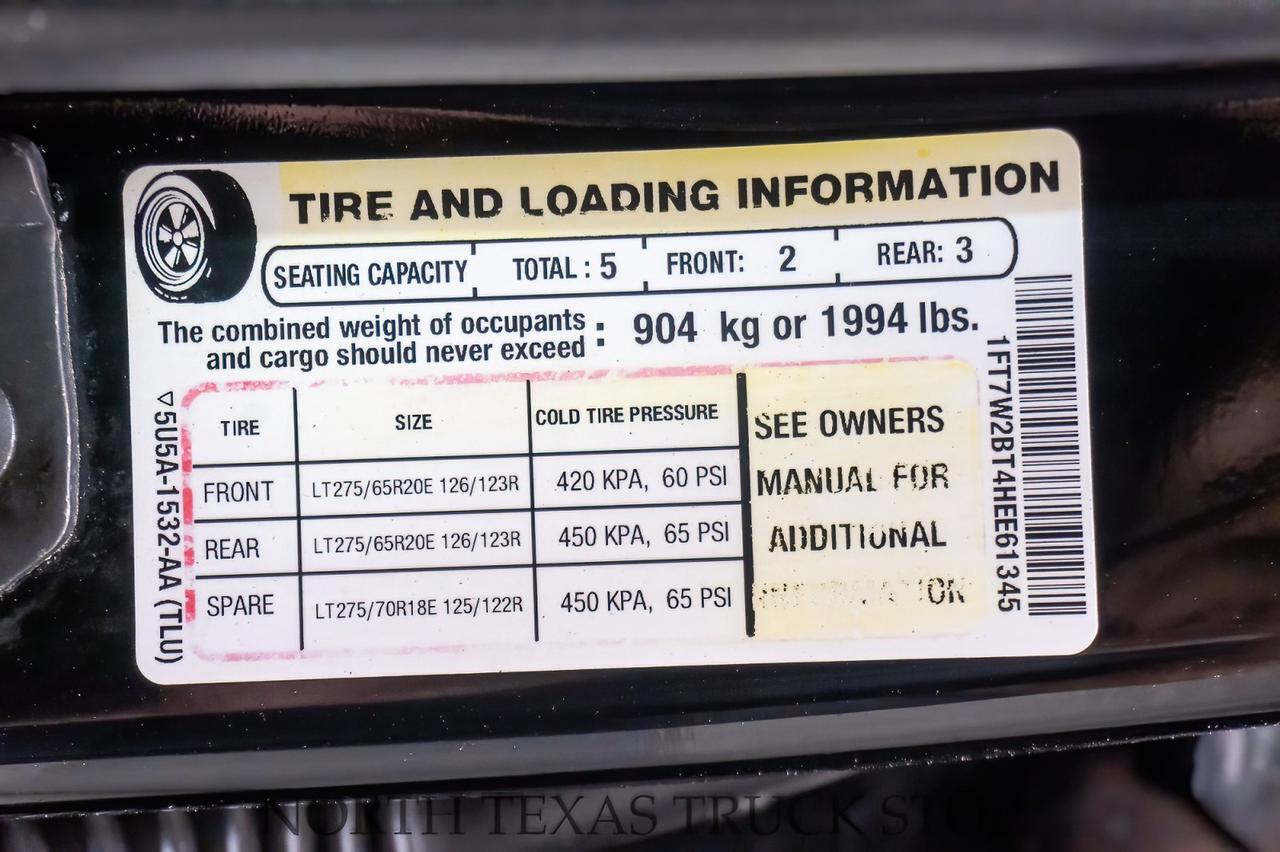 TIRE AND LOADING INFORMATION
SEATING CAPACITY TOTAL : 5 FRONT: 2 REAR: 3
The combined weight of occupants
and cargo should never exceed : 904 kg or 1994 lbs.
TIRE SIZE COLD TIRE PRESSURE
FRONT LT275/65R20E 126/123R 420 KPA, 60 PSI
REAR LT275/65R20E 126/123R 450 KPA, 65 PSI
SPARE LT275/70R18E 125/122R 450 KPA, 65 PSI
SEE OWNERS
MANUAL FOR
ADDITIONAL
INFORMATION
5U5A-1532-AA (TLU)
1FT7W2BT4HEE61345
NORTH TEXAS TRUCK